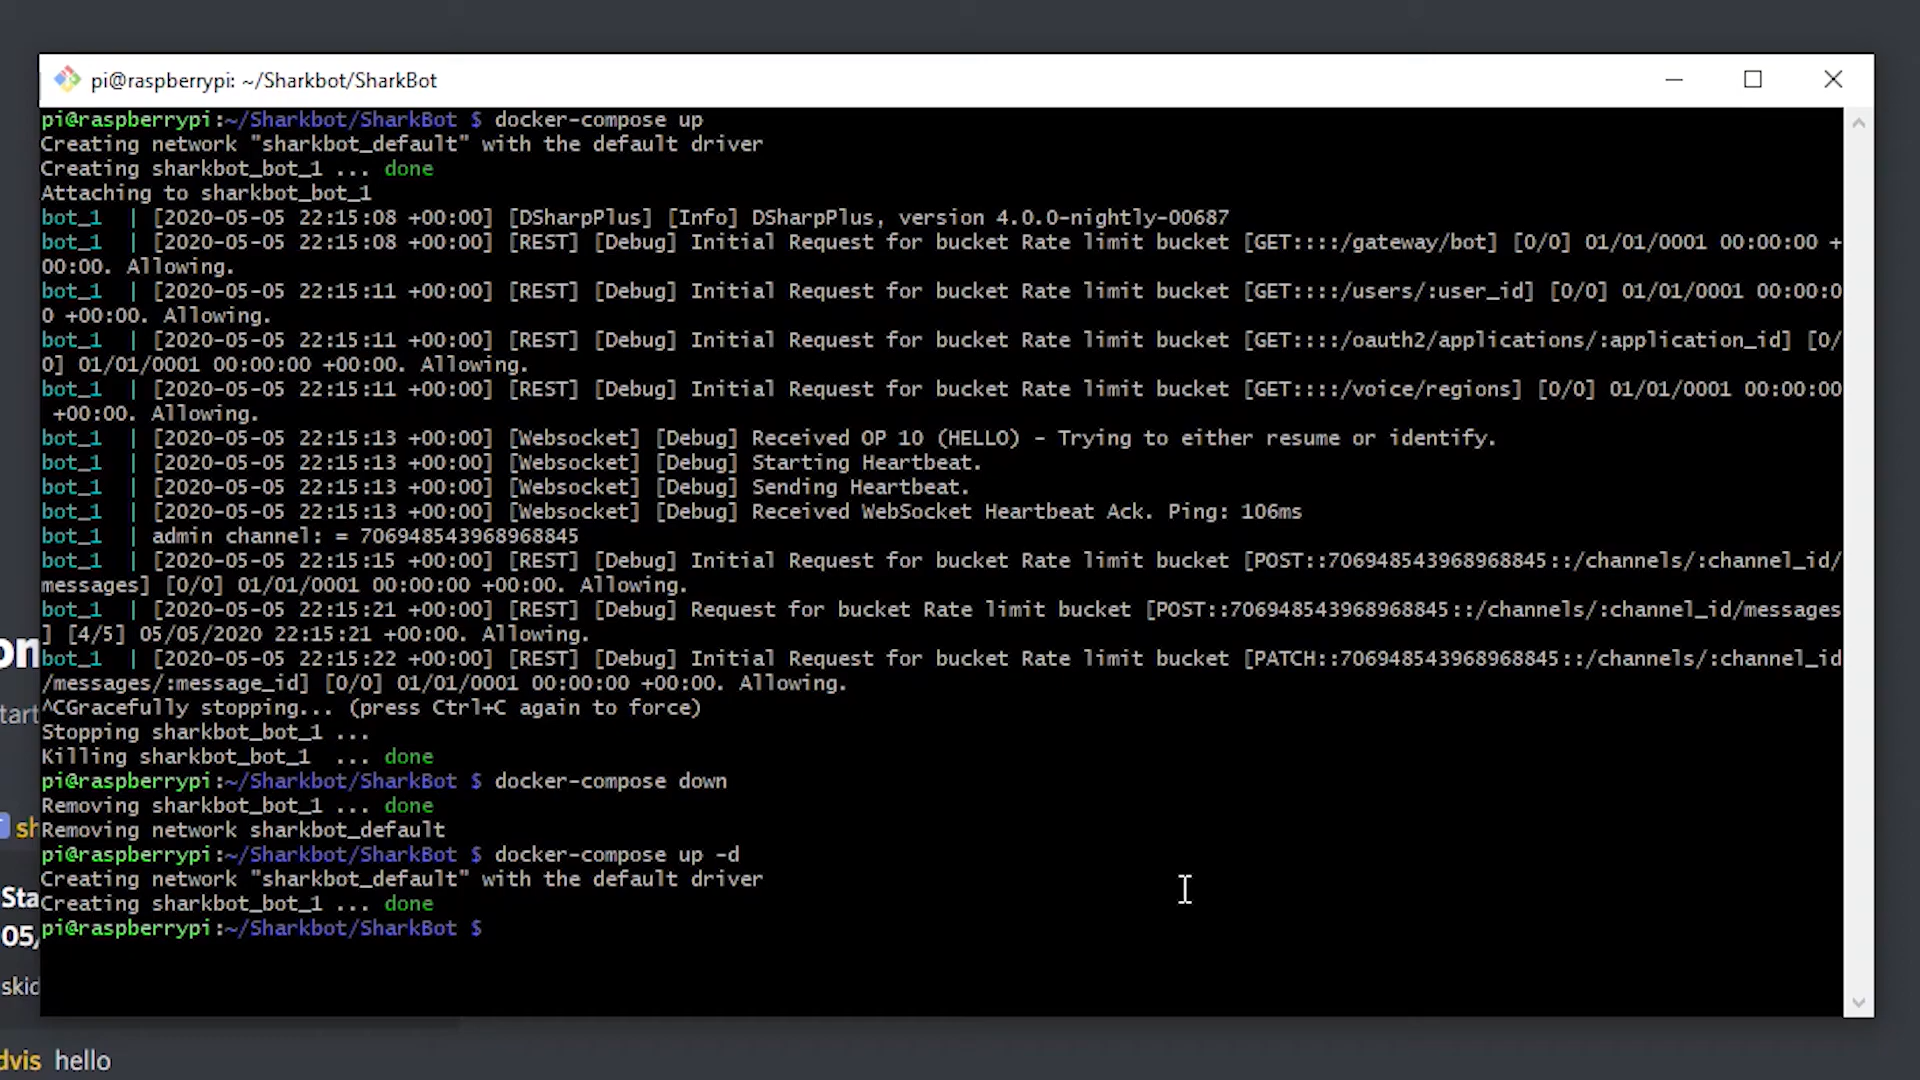 pi@raspberrypi: ~/Sharkbot/SharkBot
pi@raspberrypi:~/Sharkbot/SharkBot $ docker-compose up
Creating network "sharkbot_default" with the default driver
Creating sharkbot_bot_1 ... done
Attaching to sharkbot_bot_1
bot_1  | [2020-05-05 22:15:08 +00:00] [DSharpPlus] [Info] DSharpPlus, version 4.0.0-nightly-00687
bot_1  | [2020-05-05 22:15:08 +00:00] [REST] [Debug] Initial Request for bucket Rate limit bucket [GET::::/gateway/bot] [0/0] 01/01/0001 00:00:00 +
00:00. Allowing.
bot_1  | [2020-05-05 22:15:11 +00:00] [REST] [Debug] Initial Request for bucket Rate limit bucket [GET::::/users/:user_id] [0/0] 01/01/0001 00:00:0
0 +00:00. Allowing.
bot_1  | [2020-05-05 22:15:11 +00:00] [REST] [Debug] Initial Request for bucket Rate limit bucket [GET::::/oauth2/applications/:application_id] [0/
0] 01/01/0001 00:00:00 +00:00. Allowing.
bot_1  | [2020-05-05 22:15:11 +00:00] [REST] [Debug] Initial Request for bucket Rate limit bucket [GET::::/voice/regions] [0/0] 01/01/0001 00:00:00
 +00:00. Allowing.
bot_1  | [2020-05-05 22:15:13 +00:00] [Websocket] [Debug] Received OP 10 (HELLO) - Trying to either resume or identify.
bot_1  | [2020-05-05 22:15:13 +00:00] [Websocket] [Debug] Starting Heartbeat.
bot_1  | [2020-05-05 22:15:13 +00:00] [Websocket] [Debug] Sending Heartbeat.
bot_1  | [2020-05-05 22:15:13 +00:00] [Websocket] [Debug] Received WebSocket Heartbeat Ack. Ping: 106ms
bot_1  | admin channel: = 706948543968968845
bot_1  | [2020-05-05 22:15:15 +00:00] [REST] [Debug] Initial Request for bucket Rate limit bucket [POST::706948543968968845::/channels/:channel_id/
messages] [0/0] 01/01/0001 00:00:00 +00:00. Allowing.
bot_1  | [2020-05-05 22:15:21 +00:00] [REST] [Debug] Request for bucket Rate limit bucket [POST::706948543968968845::/channels/:channel_id/messages
] [4/5] 05/05/2020 22:15:21 +00:00. Allowing.
bot_1  | [2020-05-05 22:15:22 +00:00] [REST] [Debug] Initial Request for bucket Rate limit bucket [PATCH::706948543968968845::/channels/:channel_id
/messages/:message_id] [0/0] 01/01/0001 00:00:00 +00:00. Allowing.
^CGracefully stopping... (press Ctrl+C again to force)
Stopping sharkbot_bot_1 ...
Killing sharkbot_bot_1  ... done
pi@raspberrypi:~/Sharkbot/SharkBot $ docker-compose down
Removing sharkbot_bot_1 ... done
Removing network sharkbot_default
pi@raspberrypi:~/Sharkbot/SharkBot $ docker-compose up -d
Creating network "sharkbot_default" with the default driver
Creating sharkbot_bot_1 ... done
pi@raspberrypi:~/Sharkbot/SharkBot $
on
tart
sh
Sta
05/
skid
dvis hello